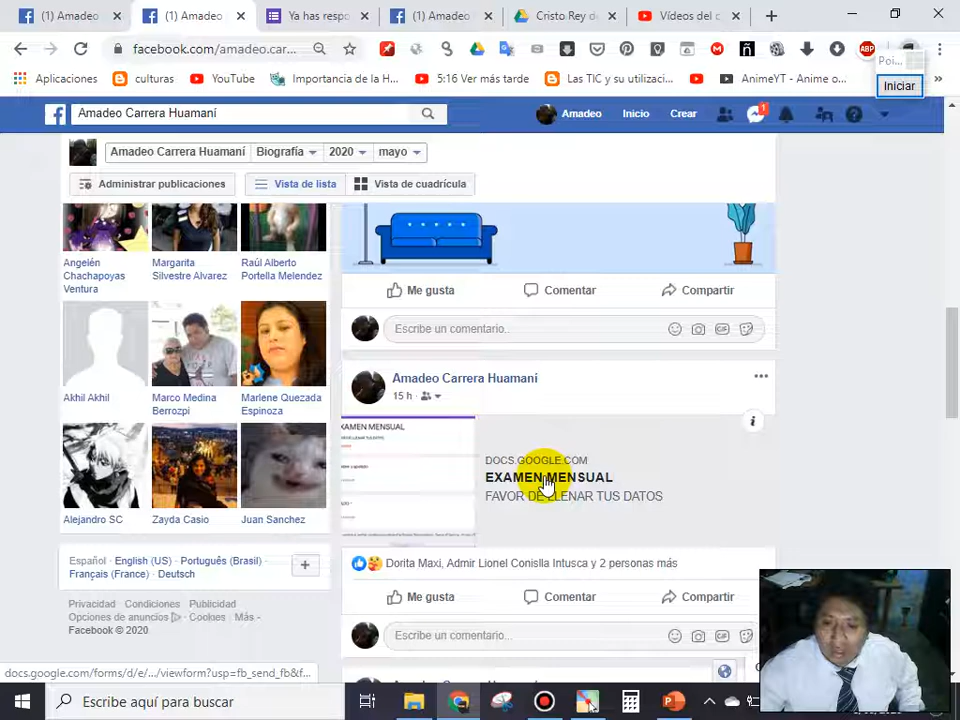 (1) Amadeo
(1) Amadeo
Ya has resp
(1) Amadeo
Cristo Rey d
Vídeos del c
facebook.com/amadeo.car...
Poi...
Iniciar
Aplicaciones
culturas
YouTube
Importancia de la H...
5:16 Ver más tarde
Las TIC y su utilizaci...
AnimeYT - Anime o...
Amadeo Carrera Huamaní
Amadeo
Inicio
Crear
1
Amadeo Carrera Huamaní
Biografía
2020
mayo
Administrar publicaciones
Vista de lista
Vista de cuadrícula
Angelén
Chachapoyas
Ventura
Margarita
Silvestre Alvarez
Raúl Alberto
Portella Melendez
Akhil Akhil
Marco Medina
Berrozpi
Marlene Quezada
Espinoza
Alejandro SC
Zayda Casio
Juan Sanchez
Español · English (US) · Português (Brasil) ·
Français (France) · Deutsch
Privacidad · Condiciones · Publicidad
Opciones de anuncios · Cookies · Más
Facebook © 2020
Me gusta
Comentar
Compartir
Escribe un comentario..
Amadeo Carrera Huamaní
15 h
XAMEN MENSUAL
DOCS.GOOGLE.COM
EXAMEN MENSUAL
FAVOR DE LLENAR TUS DATOS
Dorita Maxi, Admir Lionel Conislla Intusca y 2 personas más
Me gusta
Comentar
Compartir
Escribe un comentario...
docs.google.com/forms/d/e/.../viewform?usp=fb_send_fb&f...
Escribe aquí para buscar